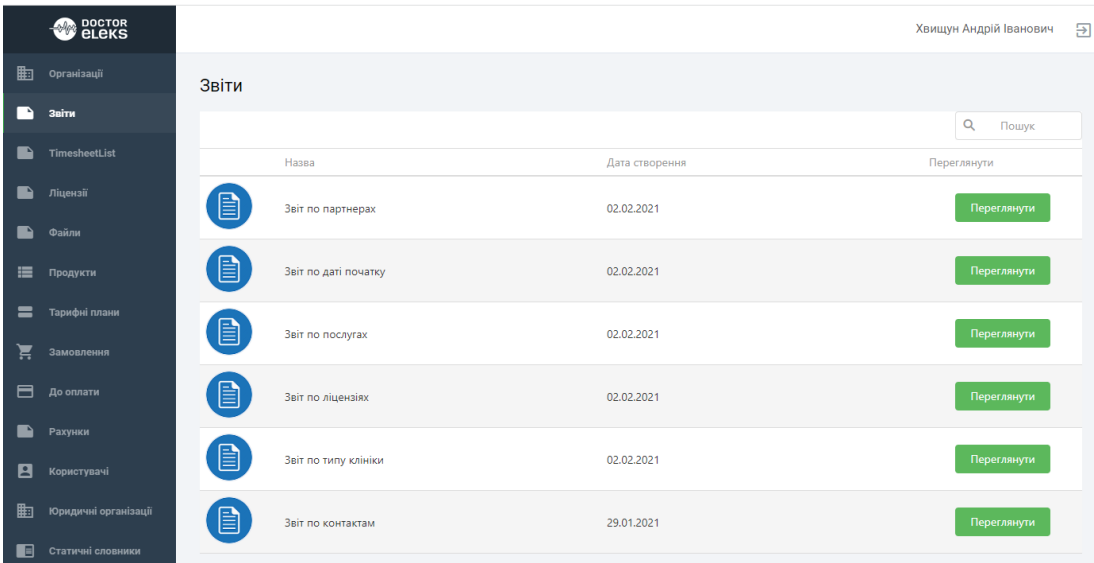 DOCTOR
eLeKS
Хвищун Андрій Іванович
Організації
Звіти
TimesheetList
Ліцензії
Файли
Продукти
Тарифні плани
Замовлення
До оплати
Рахунки
Користувачі
Юридичні організації
Статичні словники
Звіти
Пошук
Назва Дата створення Переглянути
Звіт по партнерах 02.02.2021 Переглянути
Звіт по даті початку 02.02.2021 Переглянути
Звіт по послугах 02.02.2021 Переглянути
Звіт по ліцензіях 02.02.2021 Переглянути
Звіт по типу клініки 02.02.2021 Переглянути
Звіт по контактам 29.01.2021 Переглянути